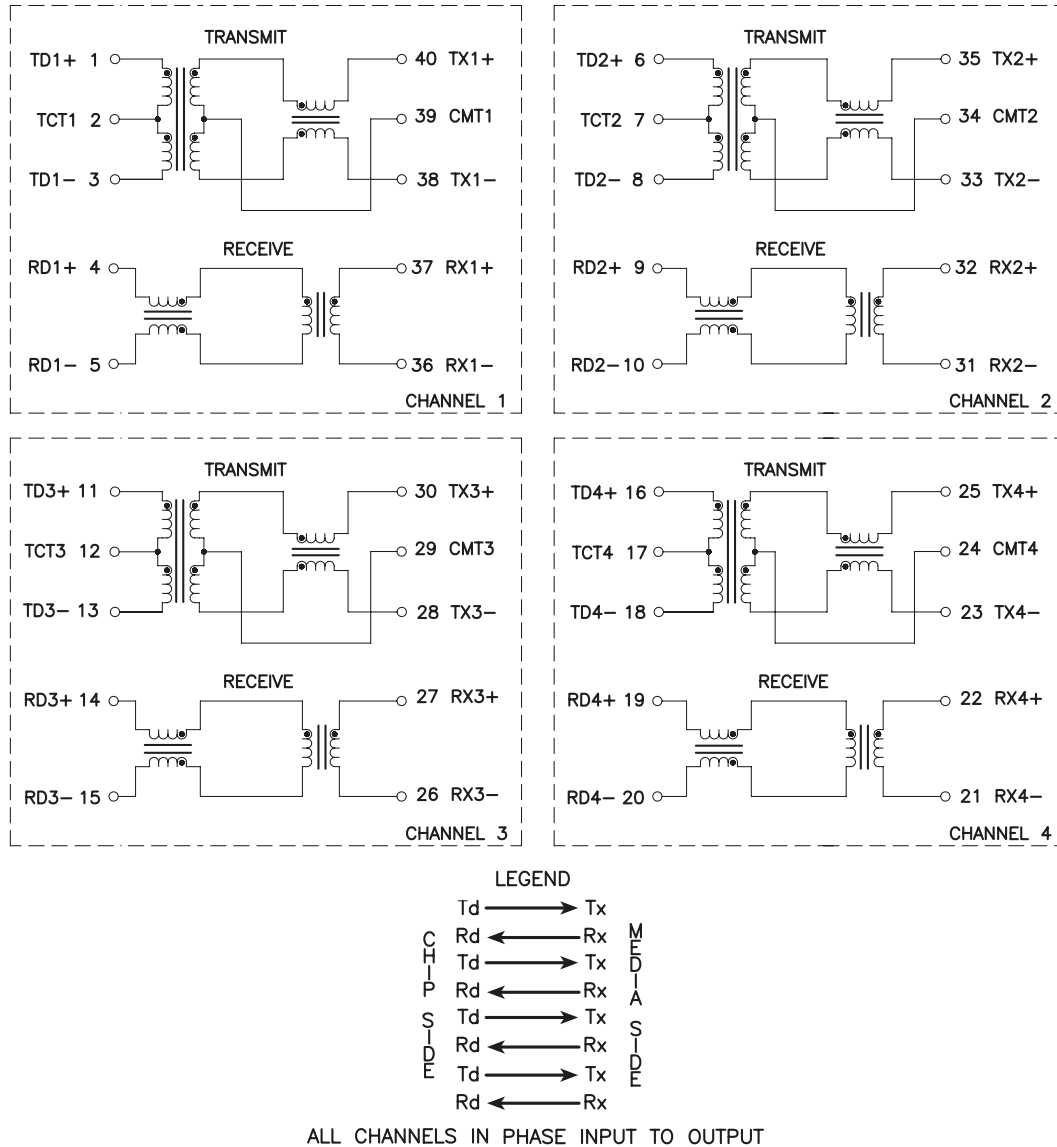 TRANSMIT
TD1+ 1
40 TX1+
TCT1 2
39 CMT1
TD1- 3
38 TX1-
RECEIVE
RD1+ 4
37 RX1+
RD1- 5
36 RX1-
CHANNEL 1
TRANSMIT
TD2+ 6
35 TX2+
TCT2 7
34 CMT2
TD2- 8
33 TX2-
RECEIVE
RD2+ 9
32 RX2+
RD2- 10
31 RX2-
CHANNEL 2
TRANSMIT
TD3+ 11
30 TX3+
TCT3 12
29 CMT3
TD3- 13
28 TX3-
RECEIVE
RD3+ 14
27 RX3+
RD3- 15
26 RX3-
CHANNEL 3
TRANSMIT
TD4+ 16
25 TX4+
TCT4 17
24 CMT4
TD4- 18
23 TX4-
RECEIVE
RD4+ 19
22 RX4+
RD4- 20
21 RX4-
CHANNEL 4
LEGEND
CHIP SIDE
Td Tx
Rd Rx
Td Tx
Rd Rx
Td Tx
Rd Rx
Td Tx
Rd Rx
MEDIA SIDE
ALL CHANNELS IN PHASE INPUT TO OUTPUT